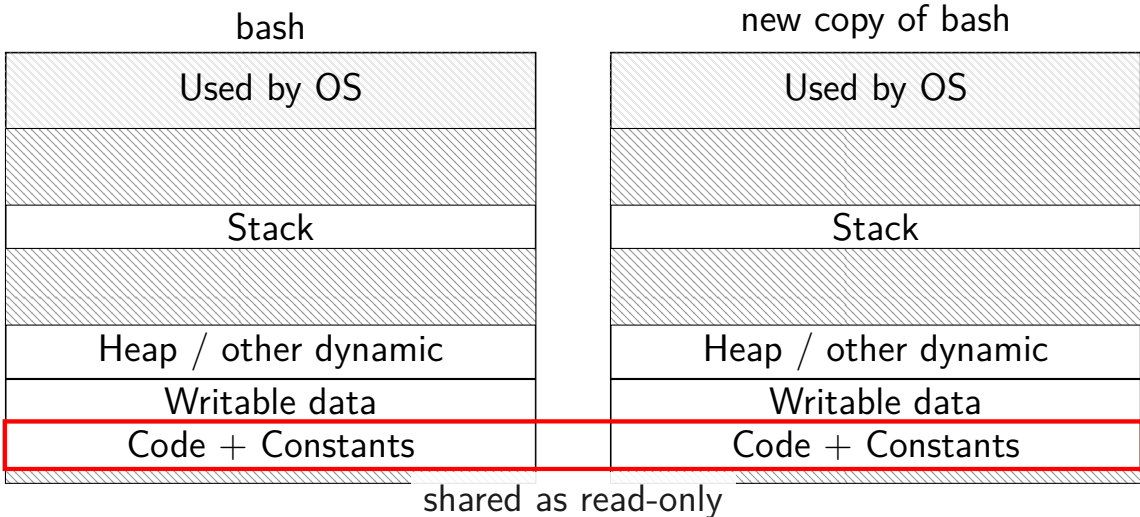 bash
new copy of bash
Used by OS
Used by OS
Stack
Stack
Heap / other dynamic
Heap / other dynamic
Writable data
Writable data
Code + Constants
Code + Constants
shared as read-only